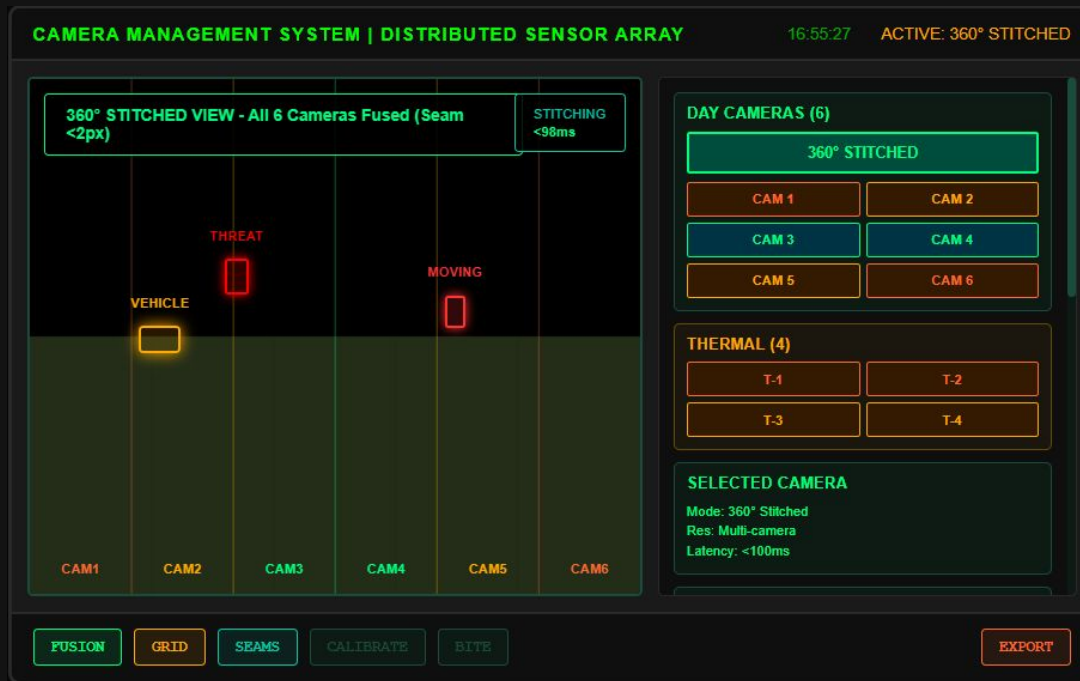 CAMERA MANAGEMENT SYSTEM | DISTRIBUTED SENSOR ARRAY
16:55:27
ACTIVE: 360° STITCHED
360° STITCHED VIEW - All 6 Cameras Fused (Seam
<2px)
STITCHING
<98ms
THREAT
MOVING
VEHICLE
CAM1
CAM2
CAM3
CAM4
CAM5
CAM6
DAY CAMERAS (6)
360° STITCHED
CAM 1
CAM 2
CAM 3
CAM 4
CAM 5
CAM 6
THERMAL (4)
T-1
T-2
T-3
T-4
SELECTED CAMERA
Mode: 360° Stitched
Res: Multi-camera
Latency: <100ms
FUSION
GRID
SEAMS
CALIBRATE
BITE
EXPORT